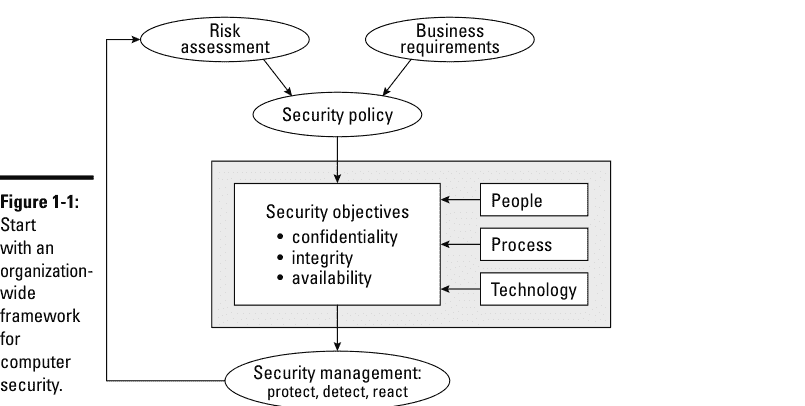 Risk
assessment
Business
requirements
Security policy
Security objectives
• confidentiality
• integrity
• availability
People
Process
Technology
Security management:
protect, detect, react
Figure 1-1:
Start
with an
organization-
wide
framework
for
computer
security.